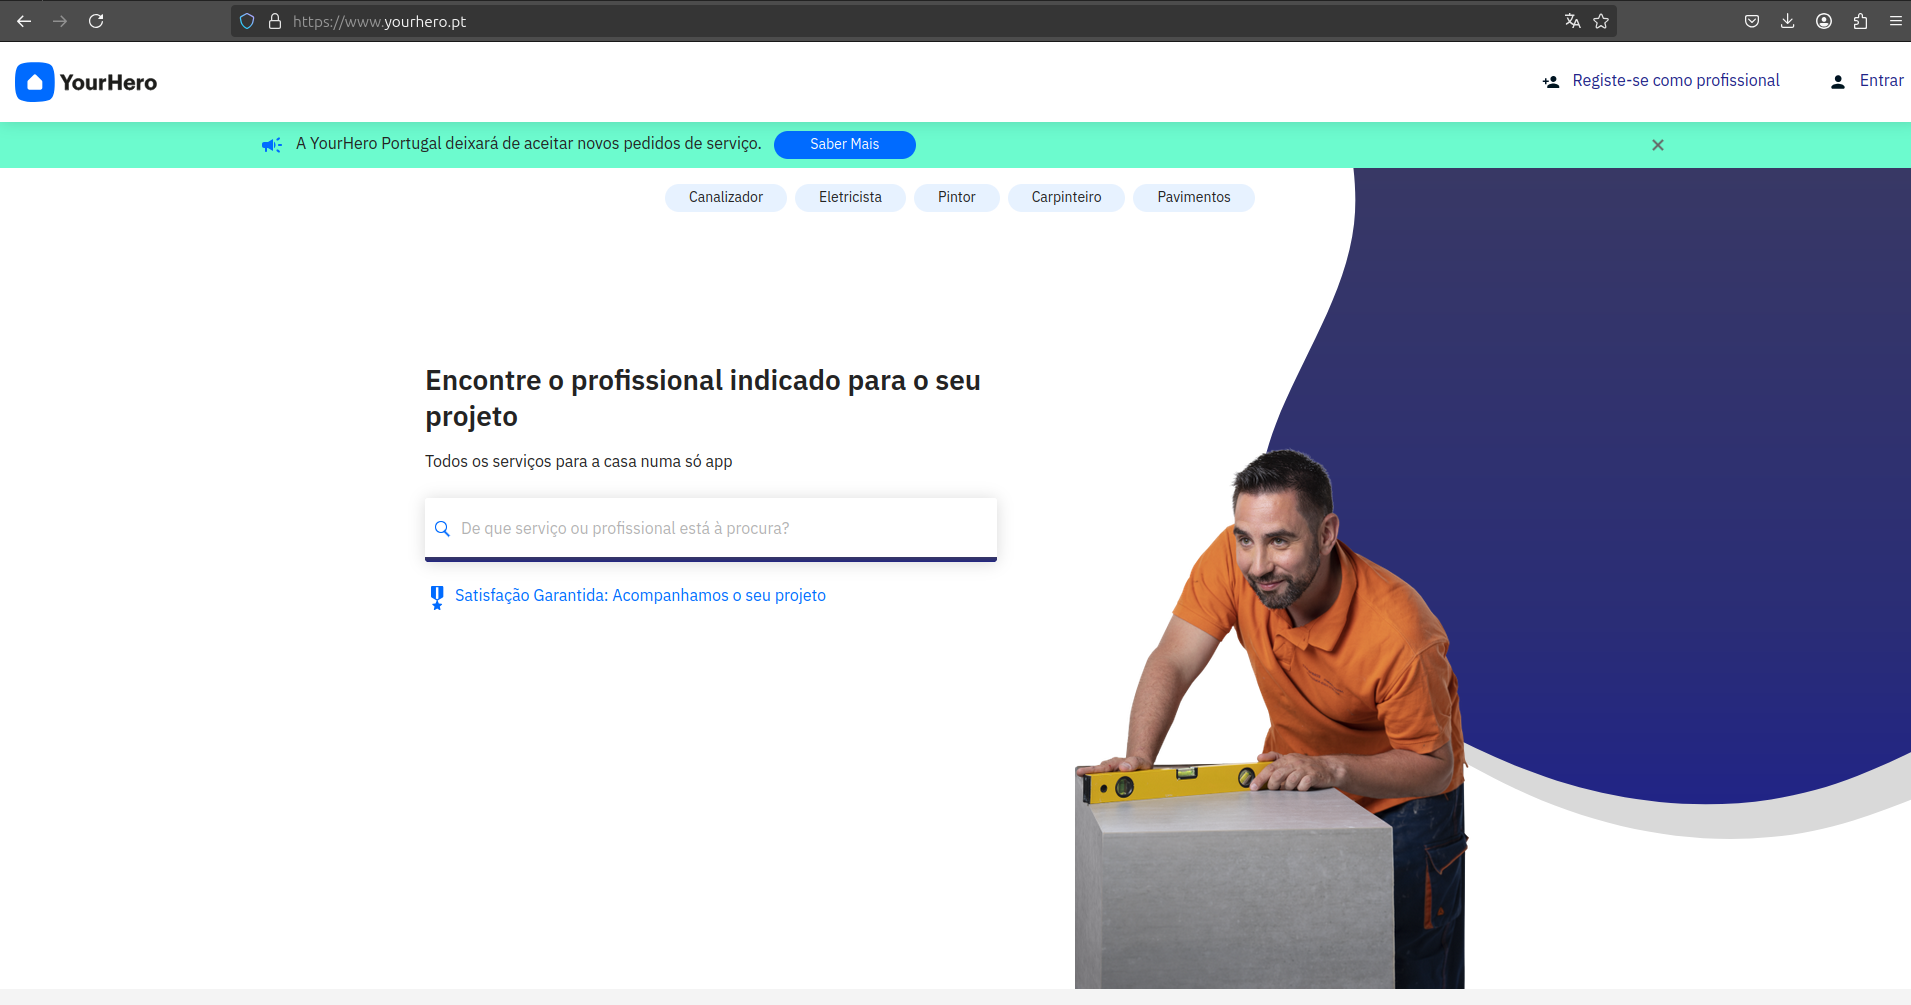 https://www.yourhero.pt
YourHero
Registe-se como profissional
Entrar
A YourHero Portugal deixará de aceitar novos pedidos de serviço.
Saber Mais
Canalizador
Eletricista
Pintor
Carpinteiro
Pavimentos
Encontre o profissional indicado para o seu
projeto
Todos os serviços para a casa numa só app
De que serviço ou profissional está à procura?
Satisfação Garantida: Acompanhamos o seu projeto